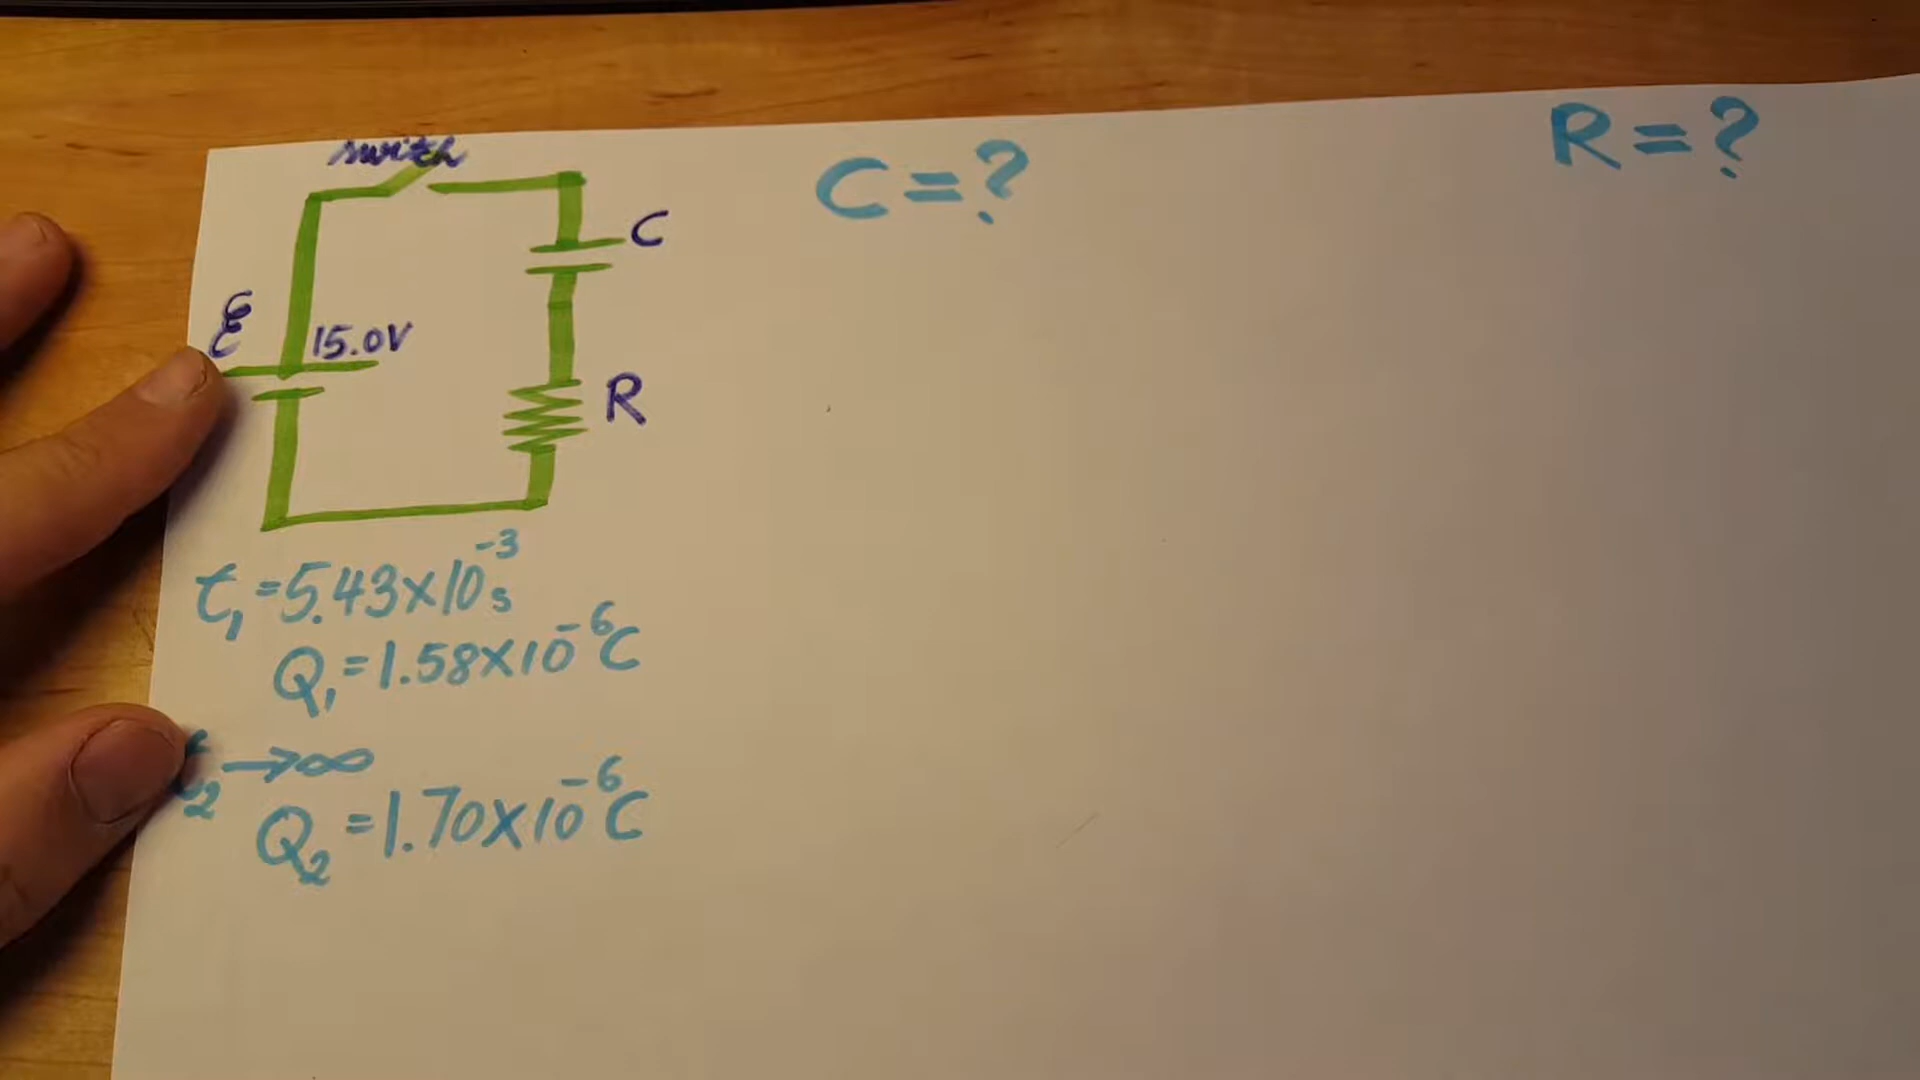 switch
C = ?
R = ?
C
ℰ
15.0V
R
t₁ = 5.43×10⁻³s
Q₁ = 1.58×10⁻⁶C
t₂ → ∞
Q₂ = 1.70×10⁻⁶C